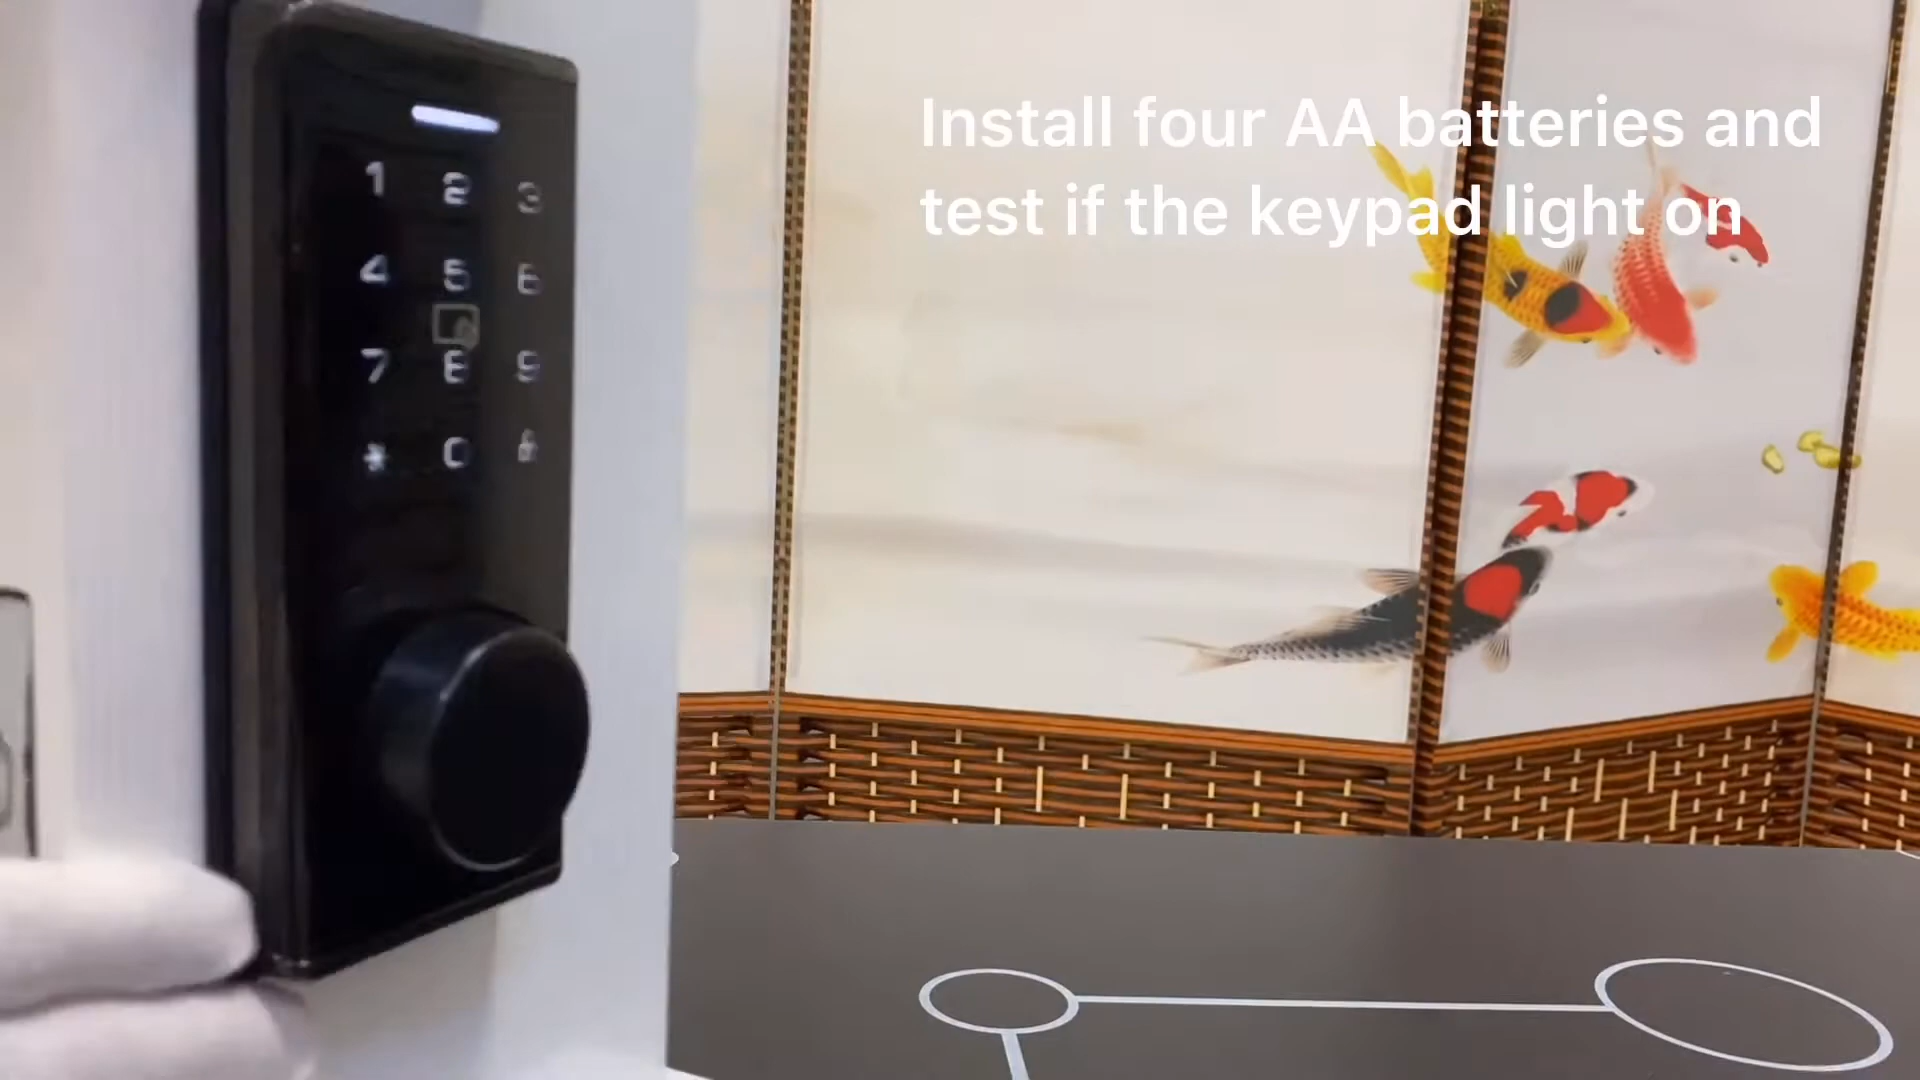 Install four AA batteries and
test if the keypad light on
1 2 3
4 5 6
7 8 9
* 0